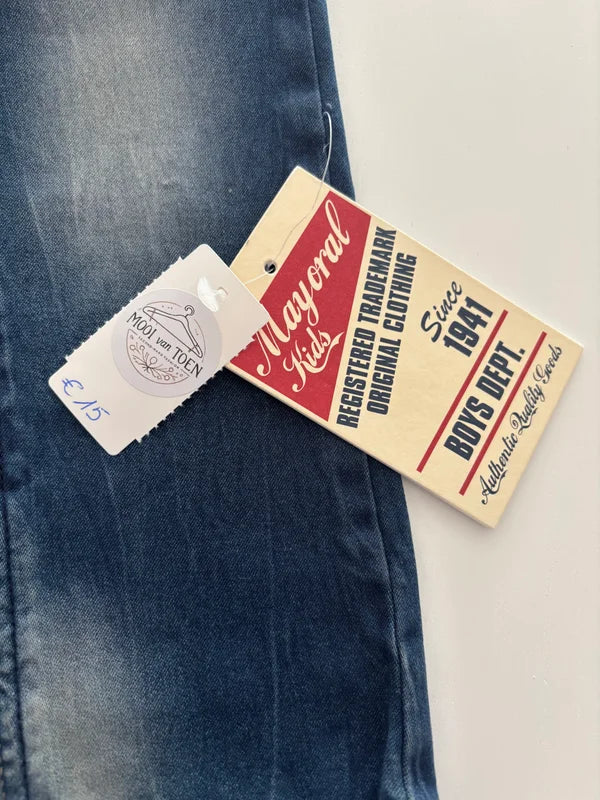 MOOI van TOEN
€ 15
Mayoral
Kids
REGISTERED TRADEMARK
ORIGINAL CLOTHING
Since
1941
BOYS DEPT.
Authentic Quality Goods